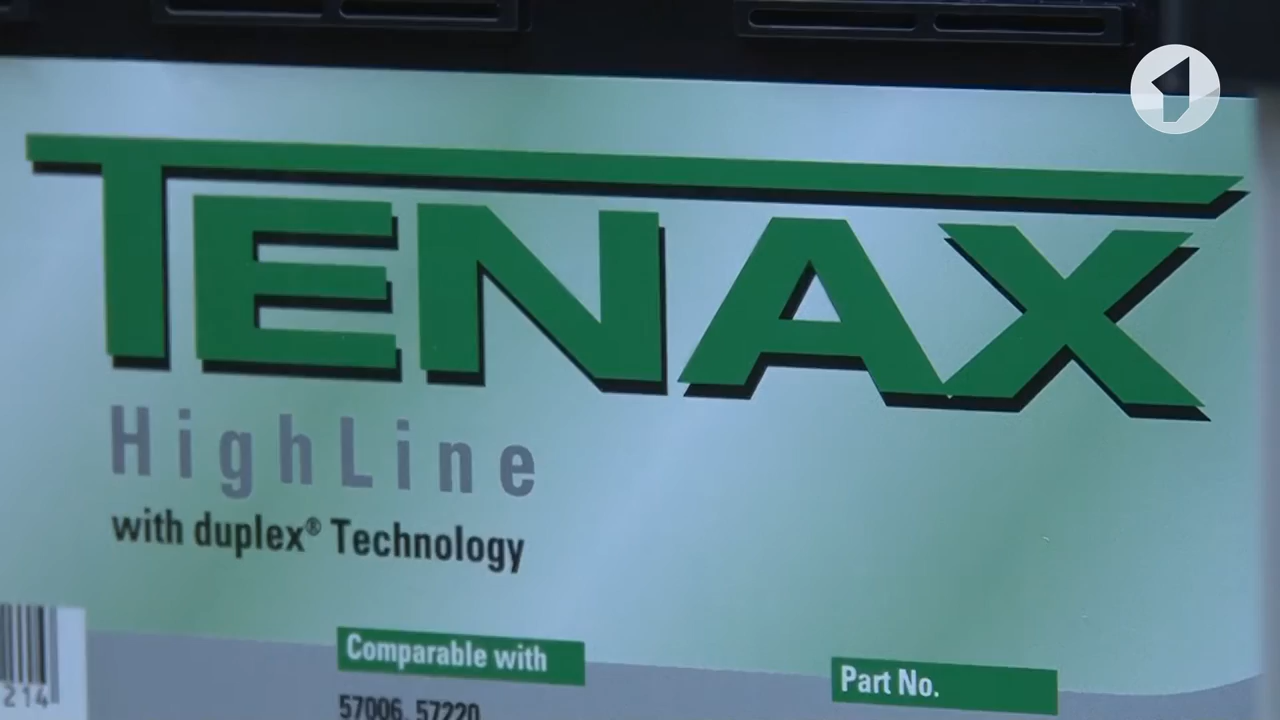 TENAX
HighLine
with duplex® Technology
Comparable with
57006, 57220
Part No.
214